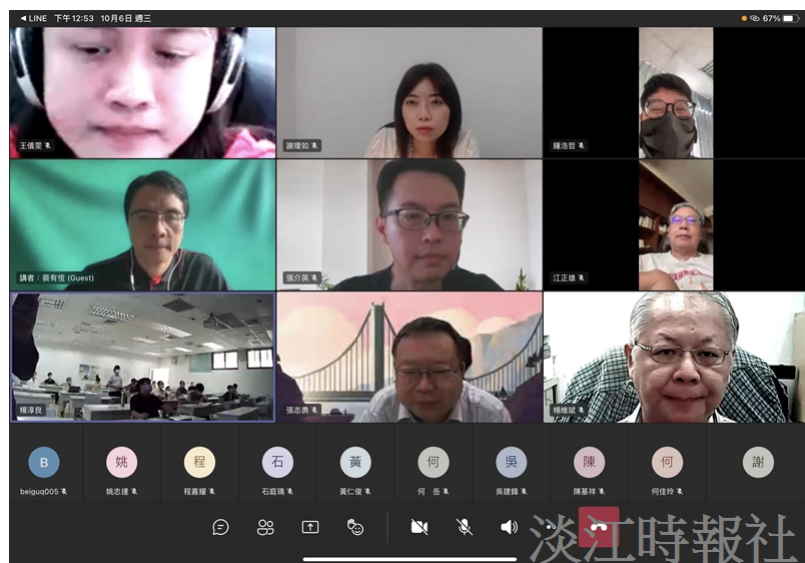 ◀ LINE 下午12:53 10月6日 週三
67%
王儀雯
謝璦如
鍾浩哲
講者：裴有恆 (Guest)
張介英
江正雄
楊淳良
張志勇
楊維斌
B
姚
程
石
黃
何
吳
陳
何
謝
beiguq005
姚忠達
程嘉耀
石庭瑀
黃仁俊
何 岳
吳建鋒
陳基祥
何佳玲
淡江時報社